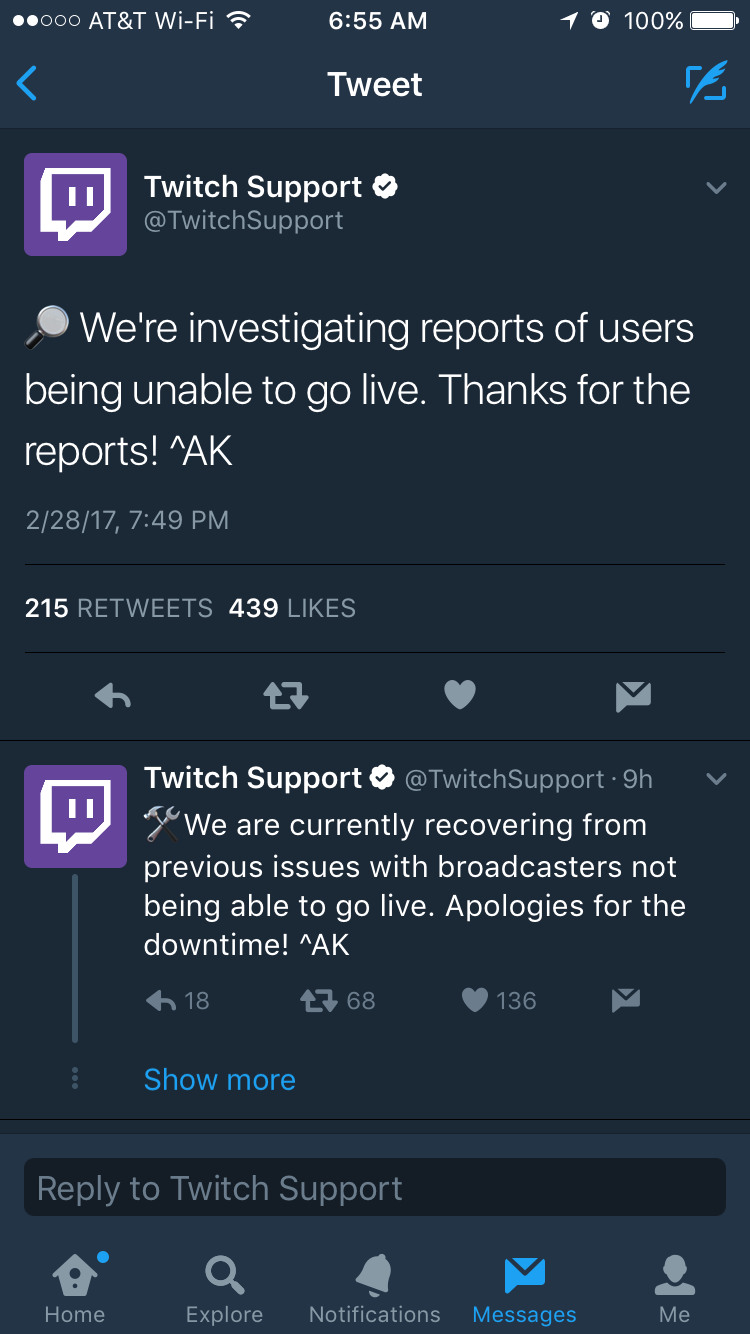 AT&T Wi-Fi 6:55 AM 100%
Tweet
Twitch Support
@TwitchSupport
🔎 We're investigating reports of users
being unable to go live. Thanks for the
reports! ^AK
2/28/17, 7:49 PM
215 RETWEETS 439 LIKES
Twitch Support @TwitchSupport · 9h
🛠We are currently recovering from
previous issues with broadcasters not
being able to go live. Apologies for the
downtime! ^AK
18 68 136
Show more
Reply to Twitch Support
Home Explore Notifications Messages Me